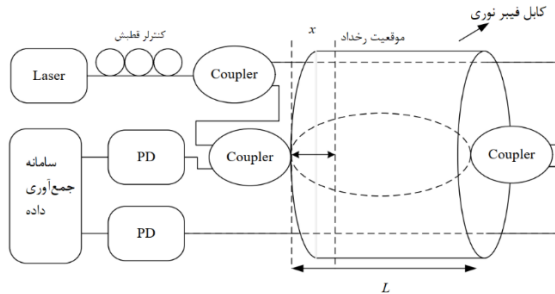 کابل فیبر نوری
x
موقعیت رخداد
کنترلر قطبش
Laser
Coupler
Coupler
Coupler
سامانه
جمع‌آوری
داده
PD
PD
L